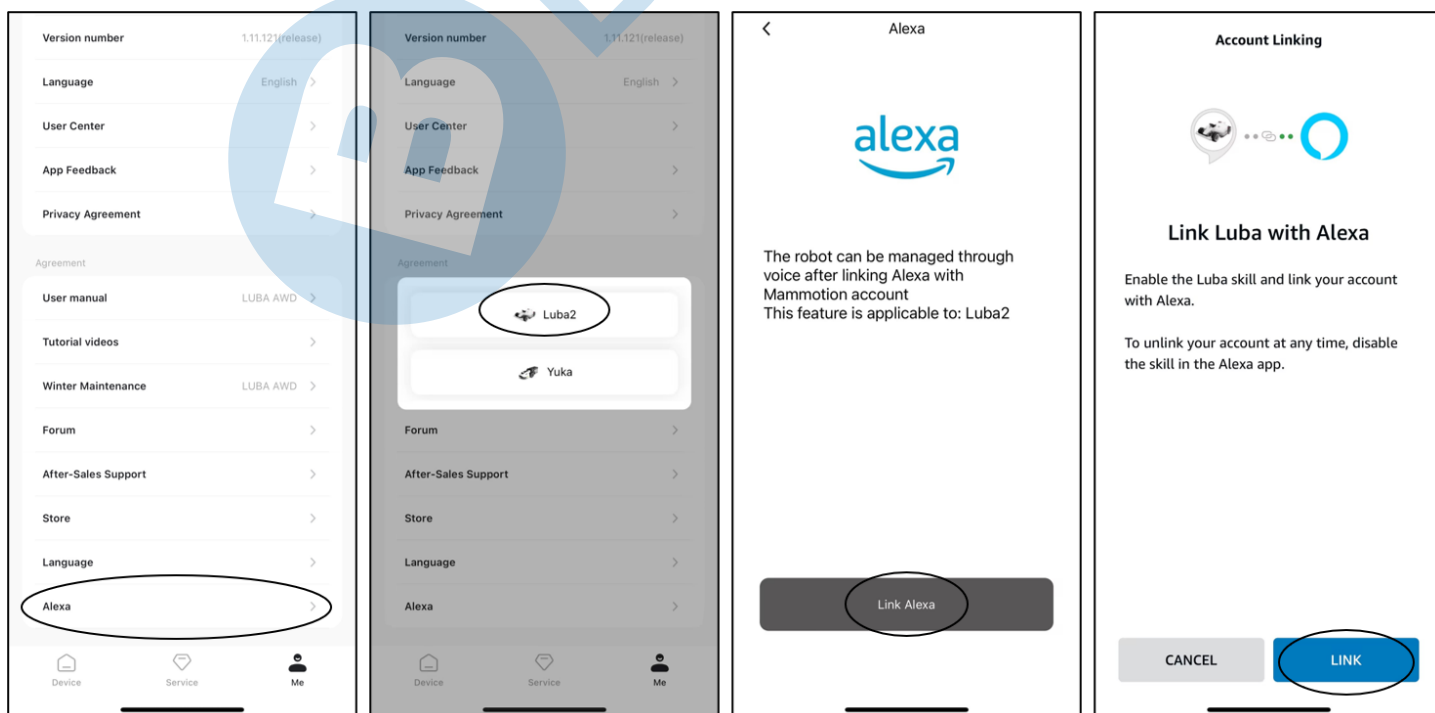 Version number 1.11.121(release)
Language English
User Center
App Feedback
Privacy Agreement
Agreement
User manual LUBA AWD
Tutorial videos
Winter Maintenance LUBA AWD
Forum
After-Sales Support
Store
Language
Alexa
Device Service Me
Version number 1.11.121(release)
Language English
User Center
App Feedback
Privacy Agreement
Agreement
Luba2
Yuka
Forum
After-Sales Support
Store
Language
Alexa
Device Service Me
Alexa
alexa
The robot can be managed through
voice after linking Alexa with
Mammotion account
This feature is applicable to: Luba2
Link Alexa
Account Linking
Link Luba with Alexa
Enable the Luba skill and link your account
with Alexa.
To unlink your account at any time, disable
the skill in the Alexa app.
CANCEL LINK